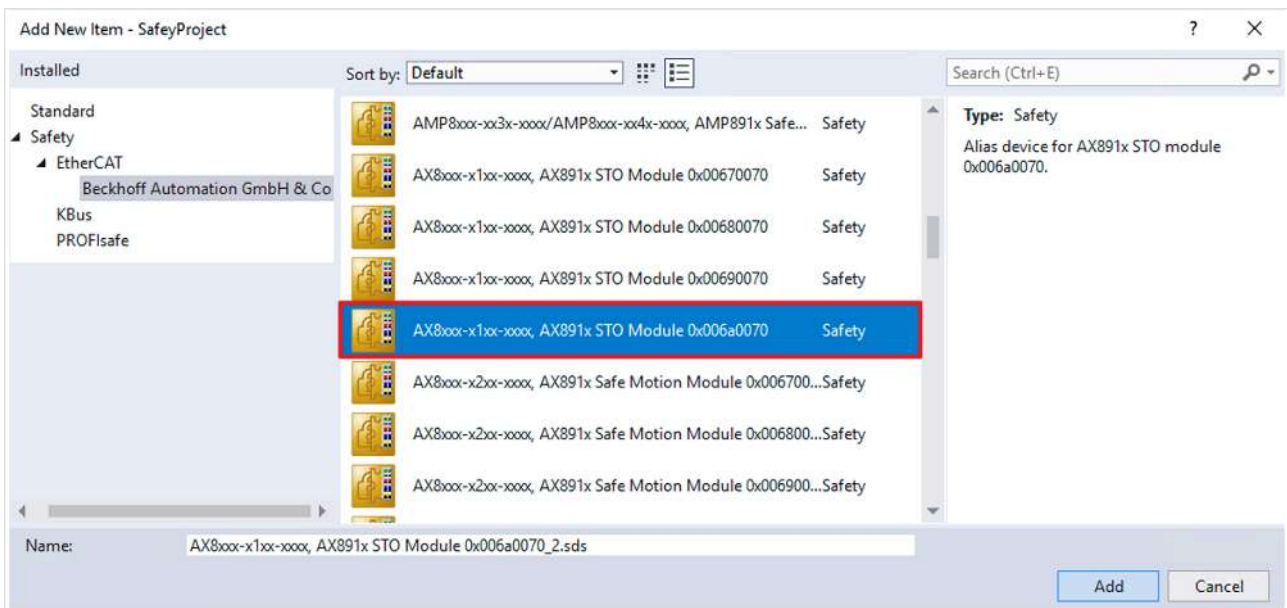 Add New Item - SafeyProject
?
Installed
Sort by: Default
Search (Ctrl+E)
Standard
Safety
EtherCAT
Beckhoff Automation GmbH & Co
KBus
PROFIsafe
AMP8xxx-xx3x-xxxx/AMP8xxx-xx4x-xxxx, AMP891x Safe... Safety
AX8xxx-x1xx-xxxx, AX891x STO Module 0x00670070 Safety
AX8xxx-x1xx-xxxx, AX891x STO Module 0x00680070 Safety
AX8xxx-x1xx-xxxx, AX891x STO Module 0x00690070 Safety
AX8xxx-x1xx-xxxx, AX891x STO Module 0x006a0070 Safety
AX8xxx-x2xx-xxxx, AX891x Safe Motion Module 0x006700...Safety
AX8xxx-x2xx-xxxx, AX891x Safe Motion Module 0x006800...Safety
AX8xxx-x2xx-xxxx, AX891x Safe Motion Module 0x006900...Safety
Type: Safety
Alias device for AX891x STO module
0x006a0070.
Name: AX8xxx-x1xx-xxxx, AX891x STO Module 0x006a0070_2.sds
Add Cancel